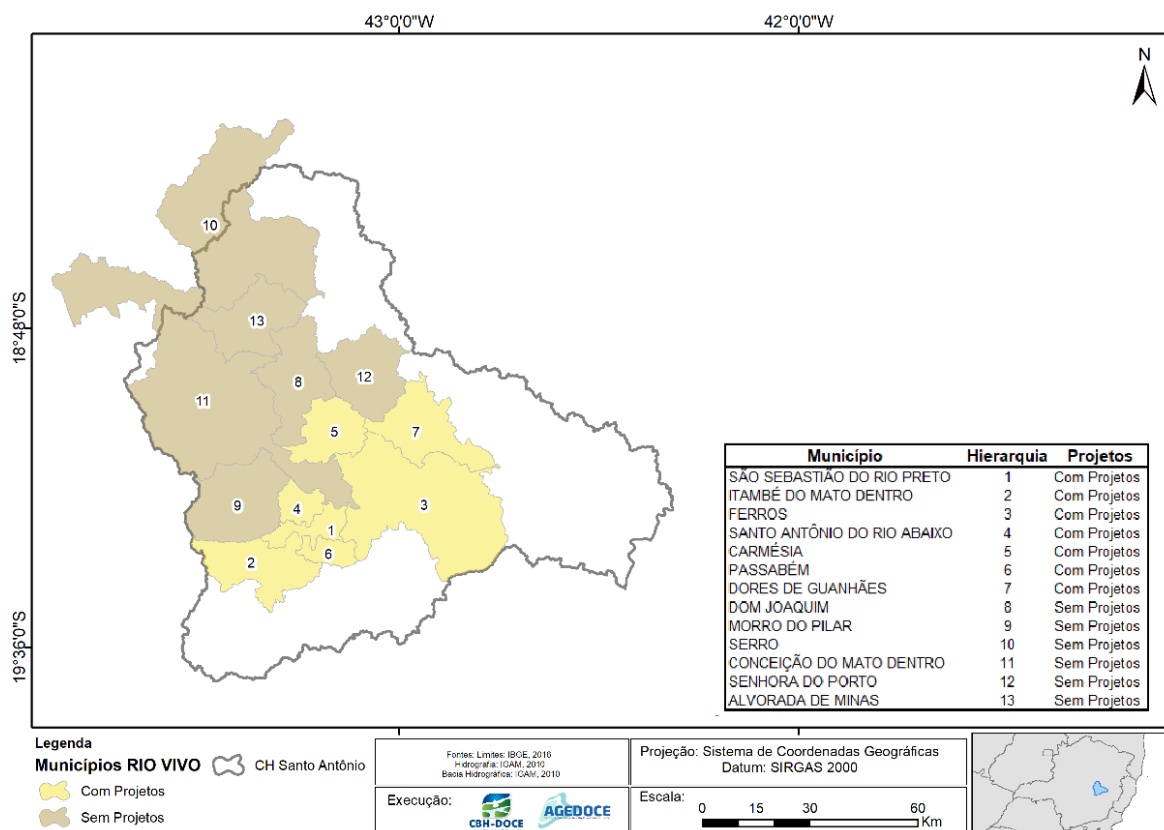 43°0'0"W 42°0'0"W
N
10
18°48'0"S
13
8
12
11
5
7
9
4
3
1
6
2
19°36'0"S
Município Hierarquia Projetos
SÃO SEBASTIÃO DO RIO PRETO 1 Com Projetos
ITAMBÉ DO MATO DENTRO 2 Com Projetos
FERROS 3 Com Projetos
SANTO ANTÔNIO DO RIO ABAIXO 4 Com Projetos
CARMÉSIA 5 Com Projetos
PASSABÉM 6 Com Projetos
DORES DE GUANHÃES 7 Com Projetos
DOM JOAQUIM 8 Sem Projetos
MORRO DO PILAR 9 Sem Projetos
SERRO 10 Sem Projetos
CONCEIÇÃO DO MATO DENTRO 11 Sem Projetos
SENHORA DO PORTO 12 Sem Projetos
ALVORADA DE MINAS 13 Sem Projetos
Legenda
Municípios RIO VIVO CH Santo Antônio
Com Projetos
Sem Projetos
Fontes: Limites: IBGE, 2016
Hidrografia: IGAM, 2010
Bacia Hidrográfica: IGAM, 2010
Execução:
CBH-DOCE AGEDOCE
Projeção: Sistema de Coordenadas Geográficas
Datum: SIRGAS 2000
Escala:
0 15 30 60
Km